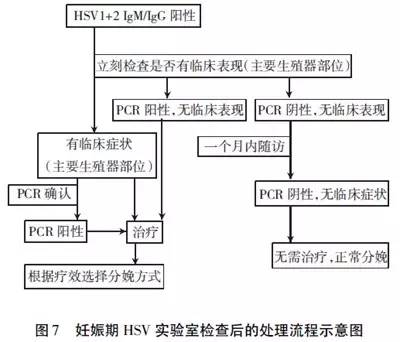 HSV1+2 IgM/IgG 阳性
立刻检查是否有临床表现(主要生殖器部位)
PCR 阳性,无临床表现
PCR 阴性,无临床表现
有临床症状
(主要生殖器部位)
一个月内随访
PCR 确认
PCR 阴性,无临床症状
PCR 阳性
治疗
无需治疗,正常分娩
根据疗效选择分娩方式
图 7 妊娠期 HSV 实验室检查后的处理流程示意图